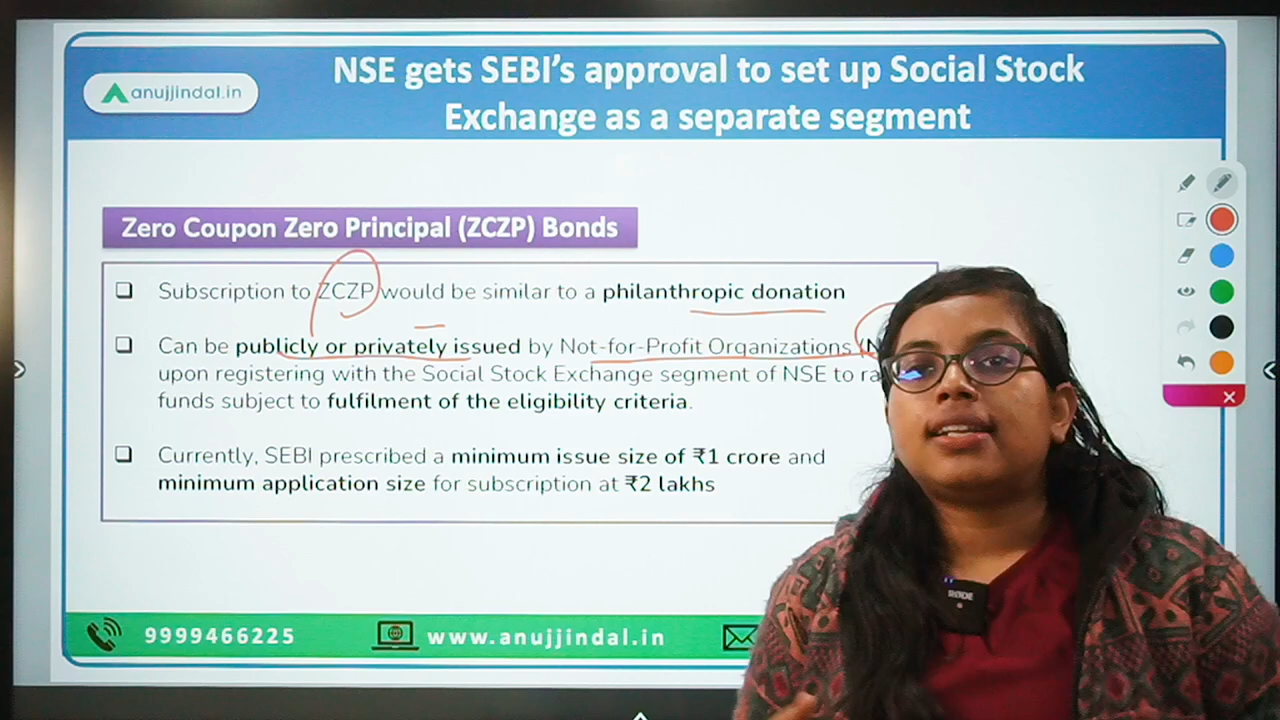 NSE gets SEBI's approval to set up Social Stock
Exchange as a separate segment
anujjindal.in
Zero Coupon Zero Principal (ZCZP) Bonds
Subscription to ZCZP would be similar to a philanthropic donation
Can be publicly or privately issued by Not-for-Profit Organizations
upon registering with the Social Stock Exchange segment of NSE to
funds subject to fulfilment of the eligibility criteria.
Currently, SEBI prescribed a minimum issue size of ₹1 crore and
minimum application size for subscription at ₹2 lakhs
RODE
9999466225
www.anujjindal.in